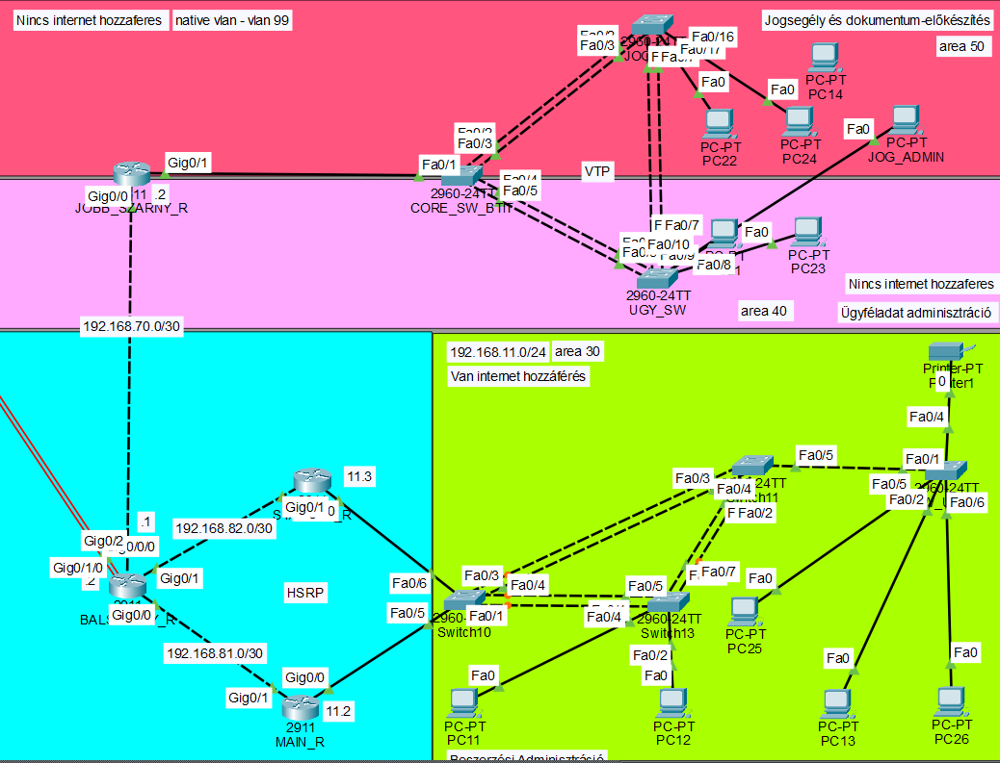 Nincs internet hozzaferes
native vlan - vlan 99
Jogsegély és dokumentum-előkészítés
area 50
Fa0/3
Fa0/16
Fa0/17
Fa0
PC-PT
PC14
Fa0
Fa0
PC-PT
PC22
PC-PT
PC24
PC-PT
JOG_ADMIN
Fa0/3
Gig0/1
Fa0/1
VTP
Fa0/4
Fa0/5
2960-24TT
CORE_SW_BTH
Gig0/0
.2
JOBB_SZARNY_R
Fa0/7
Fa0/10
Fa0/9
Fa0/8
Fa0
PC-PT
PC23
2960-24TT
UGY_SW
Nincs internet hozzaferes
area 40
Ügyféladat adminisztráció
192.168.70.0/30
192.168.11.0/24
area 30
Van internet hozzáférés
Printer-PT
0
Fa0/4
Fa0/5
Fa0/1
Fa0/3
Fa0/4
Switch11
Fa0/2
Fa0/5
Fa0/2
Fa0/6
11.3
Gig0/1
.1
192.168.82.0/30
Gig0/2
Gig0/1/0
.2
Gig0/1
Gig0/0
HSRP
Fa0/6
Fa0/3
Fa0/4
Fa0/5
Fa0/1
Switch10
Fa0/5
Fa0/4
Fa0/7
2960-24TT
Switch13
Fa0
PC-PT
PC25
192.168.81.0/30
Gig0/0
Gig0/1
11.2
2911
MAIN_R
Fa0
PC-PT
PC11
Fa0/2
Fa0
PC-PT
PC12
Fa0
PC-PT
PC13
Fa0
PC-PT
PC26
Beszerzési Adminisztráció